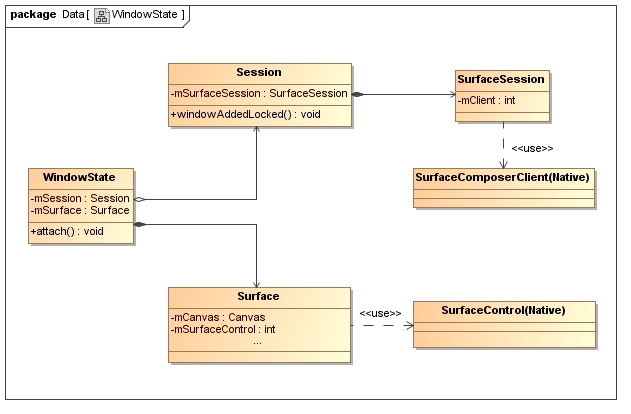 package Data[ WindowState ]
Session
-mSurfaceSession : SurfaceSession
+windowAddedLocked() : void
SurfaceSession
-mClient : int
<<use>>
SurfaceComposerClient(Native)
WindowState
-mSession : Session
-mSurface : Surface
+attach() : void
Surface
-mCanvas : Canvas
-mSurfaceControl : int
...
<<use>>
SurfaceControl(Native)